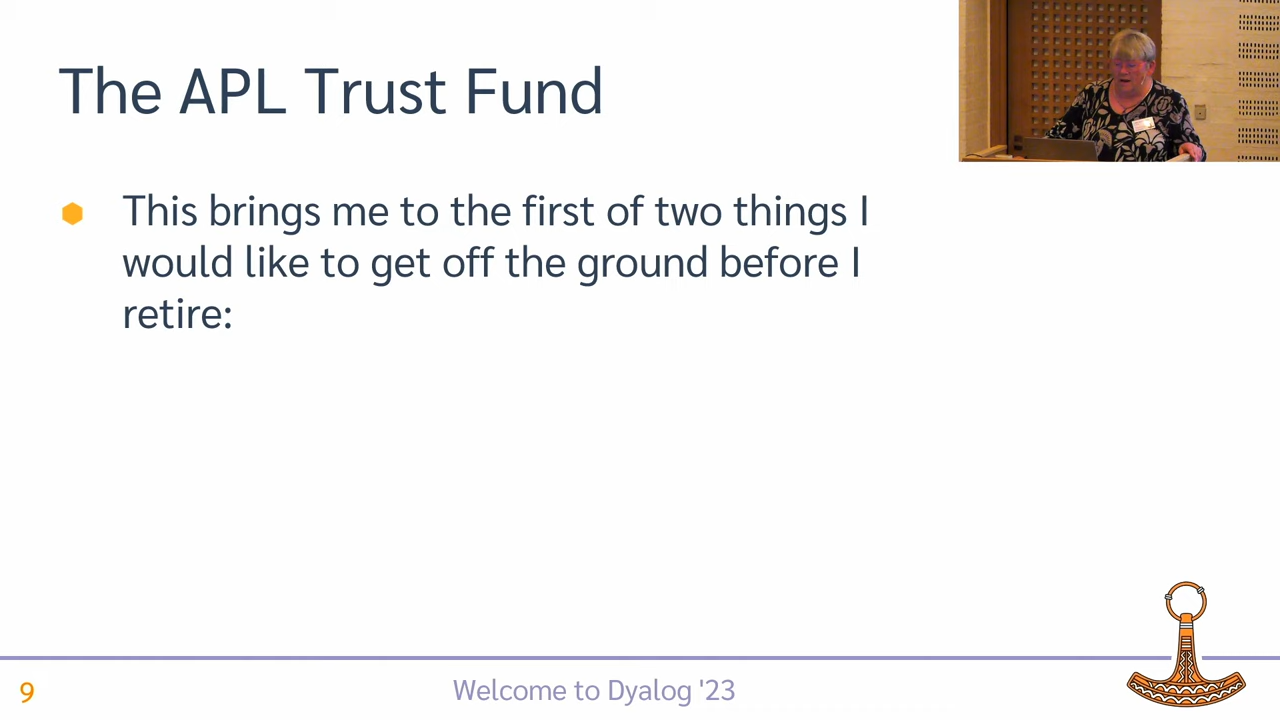 The APL Trust Fund
This brings me to the first of two things I
would like to get off the ground before I
retire:
9
Welcome to Dyalog '23